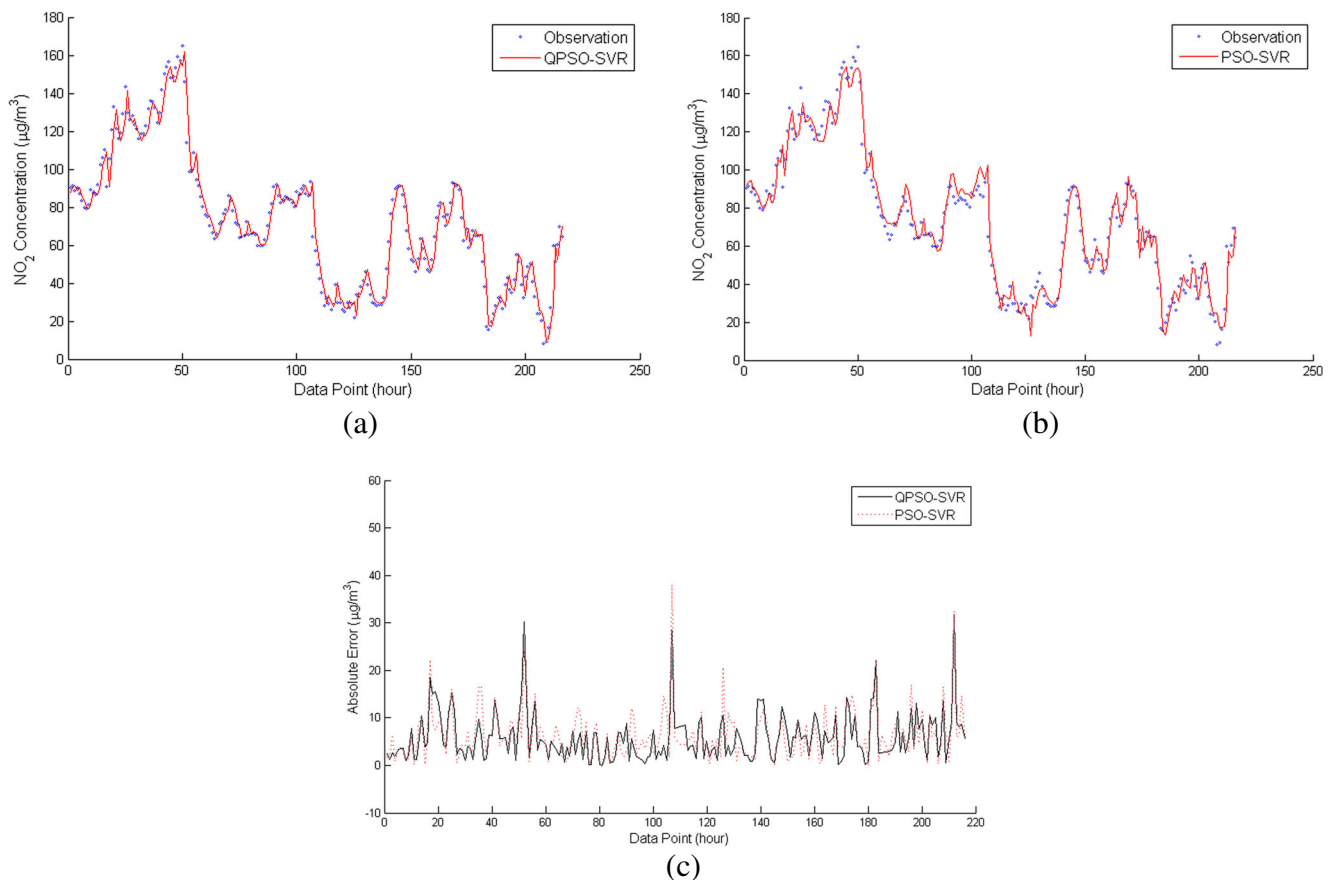 180
160
140
120
100
80
60
40
20
0
NO2 Concentration (μg/m3)
Observation
QPSO-SVR
0 50 100 150 200 250
Data Point (hour)
(a)
180
160
140
120
100
80
60
40
20
0
NO2 Concentration (μg/m3)
Observation
PSO-SVR
0 50 100 150 200 250
Data Point (hour)
(b)
60
50
40
30
20
10
0
-10
Absolute Error (μg/m3)
QPSO-SVR
PSO-SVR
0 20 40 60 80 100 120 140 160 180 200 220
Data Point (hour)
(c)